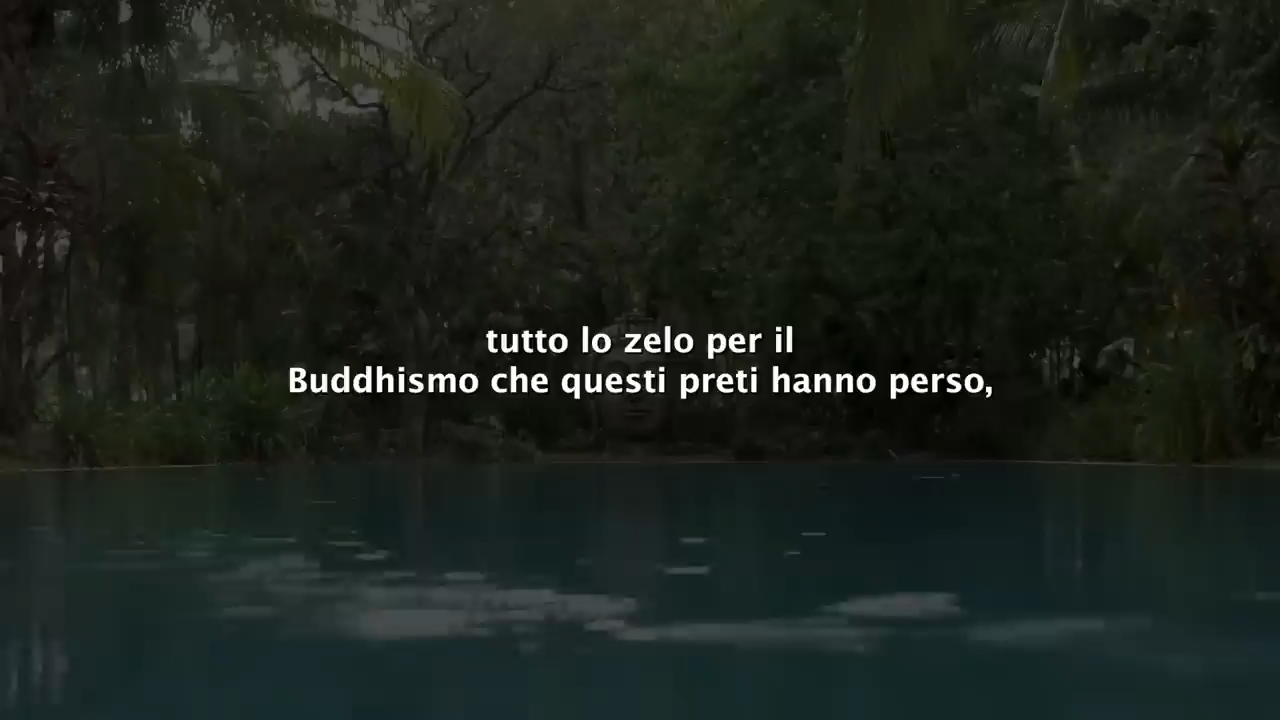 tutto lo zelo per il
Buddhismo che questi preti hanno perso,